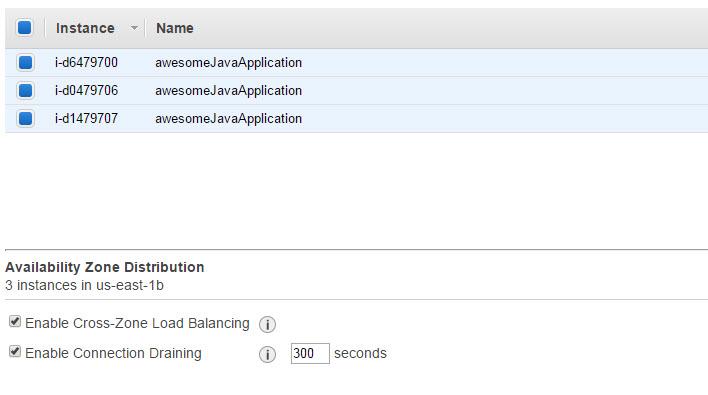 Instance Name
i-d6479700 awesomeJavaApplication
i-d0479706 awesomeJavaApplication
i-d1479707 awesomeJavaApplication
Availability Zone Distribution
3 instances in us-east-1b
Enable Cross-Zone Load Balancing i
Enable Connection Draining i 300 seconds